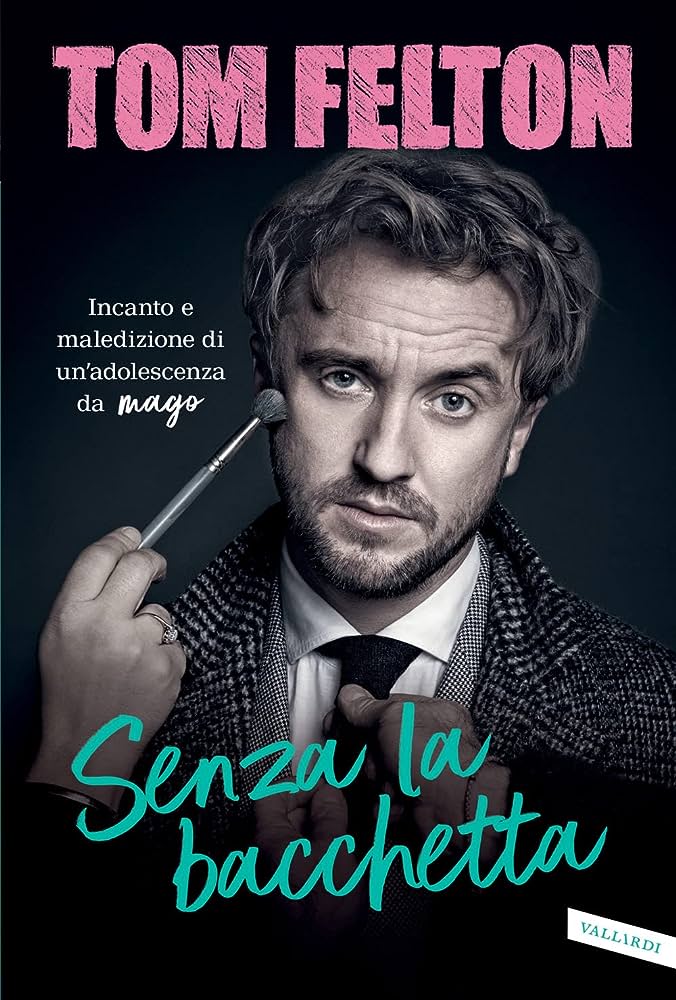 TOM FELTON
Incanto e
maledizione di
un'adolescenza
da mago
Senza la
bacchetta
VALLARDI